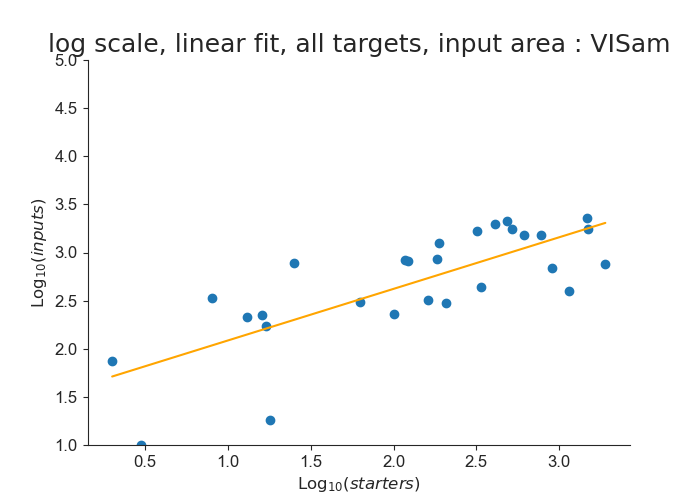 log scale, linear fit, all targets, input area : VISam
5.0
4.5
4.0
3.5
3.0
2.5
2.0
1.5
1.0
Log₁₀(inputs)
0.5 1.0 1.5 2.0 2.5 3.0
Log₁₀(starters)